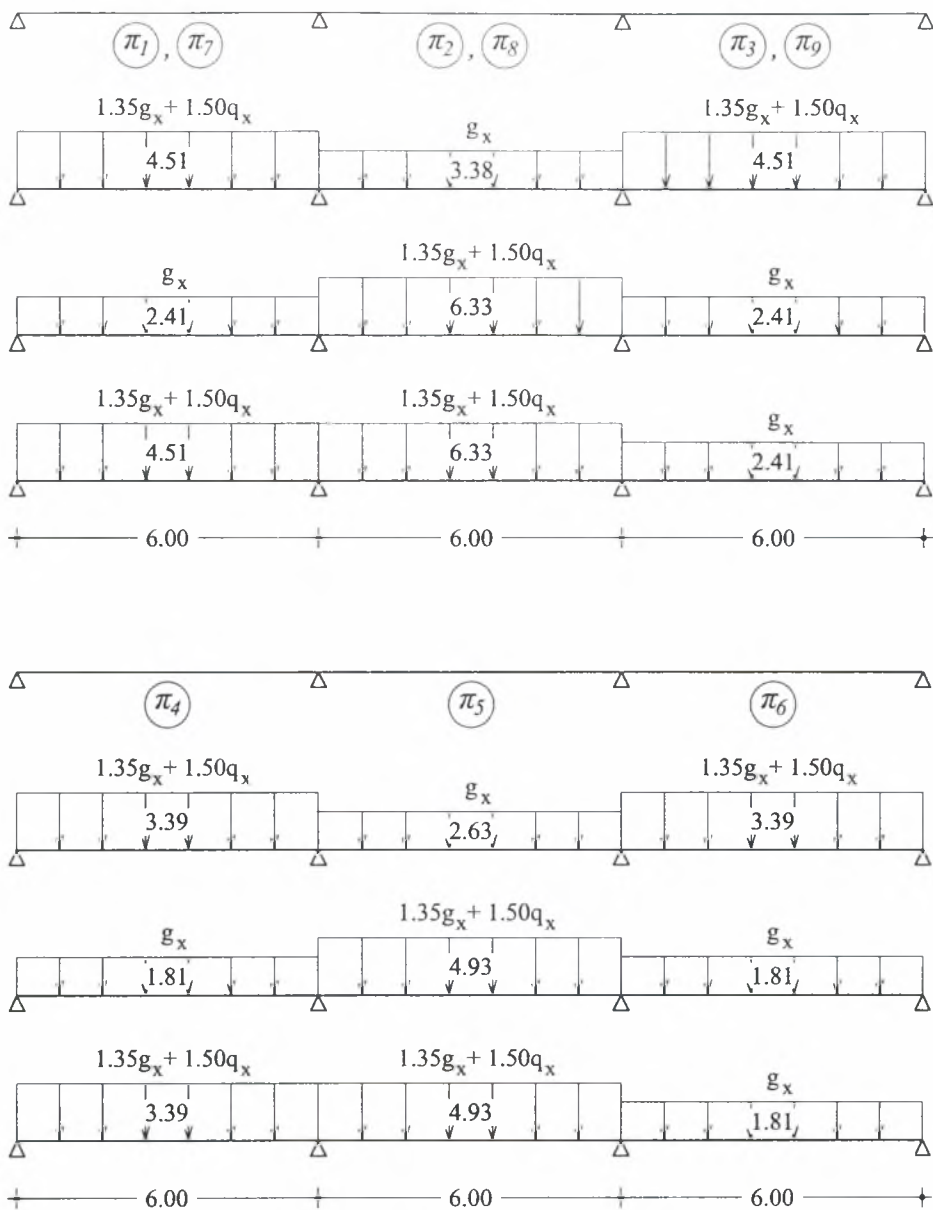 π1 , π7 π2 , π8 π3 , π9
1.35gx + 1.50qx gx 1.35gx + 1.50qx
4.51 3.38 4.51
gx 1.35gx + 1.50qx gx
2.41 6.33 2.41
1.35gx + 1.50qx 1.35gx + 1.50qx gx
4.51 6.33 2.41
6.00 6.00 6.00
π4 π5 π6
1.35gx + 1.50qx gx 1.35gx + 1.50qx
3.39 2.63 3.39
gx 1.35gx + 1.50qx gx
1.81 4.93 1.81
1.35gx + 1.50qx 1.35gx + 1.50qx gx
3.39 4.93 1.81
6.00 6.00 6.00